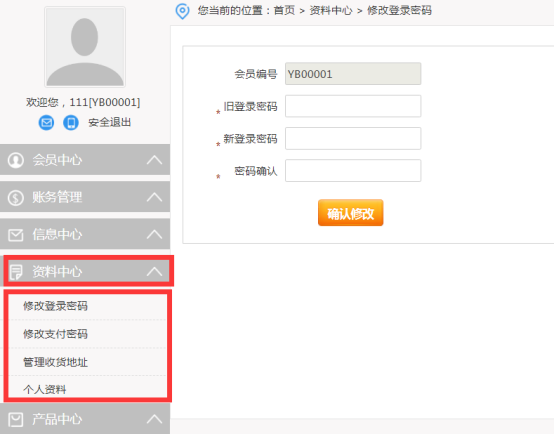 您当前的位置：首页 > 资料中心 > 修改登录密码
欢迎您，111[YB00001]
安全退出
会员中心
账务管理
信息中心
资料中心
修改登录密码
修改支付密码
管理收货地址
个人资料
产品中心
会员编号 YB00001
* 旧登录密码
* 新登录密码
* 密码确认
确认修改